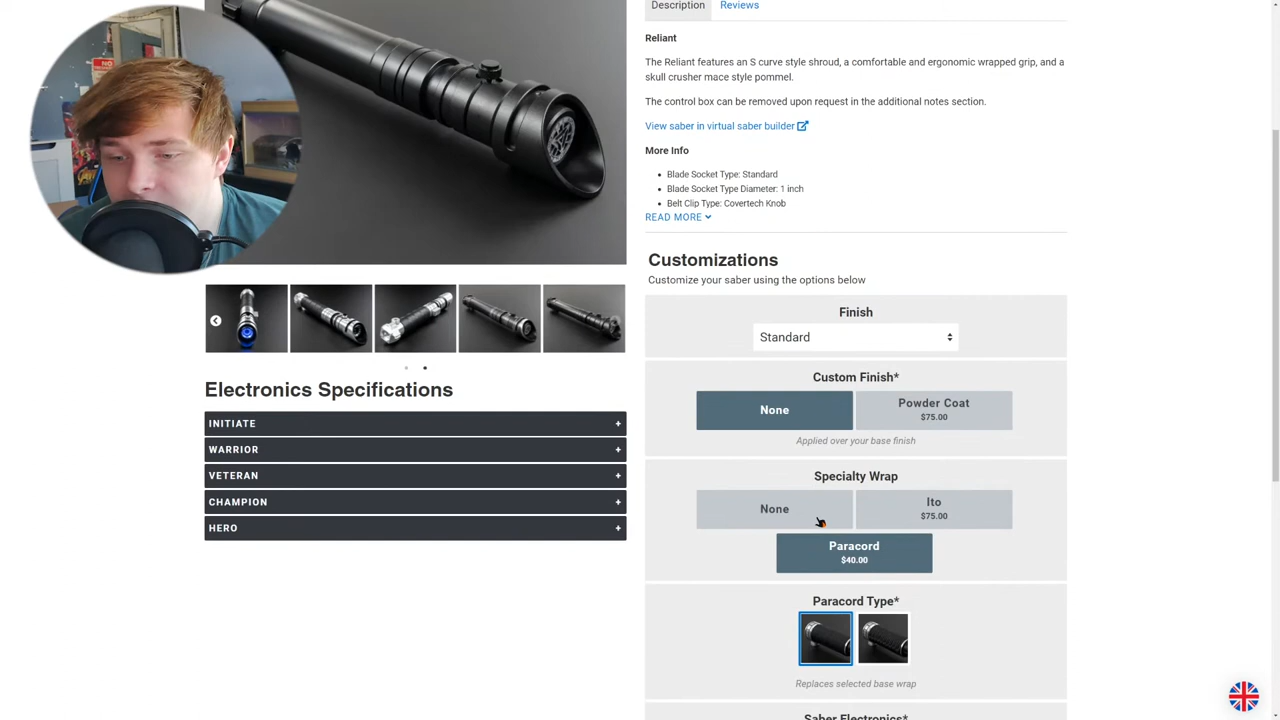 Description
Reviews
Reliant
The Reliant features an S curve style shroud, a comfortable and ergonomic wrapped grip, and a
skull crusher mace style pommel.
The control box can be removed upon request in the additional notes section.
View saber in virtual saber builder
More Info
Blade Socket Type: Standard
Blade Socket Type Diameter: 1 inch
Belt Clip Type: Covertech Knob
READ MORE
Customizations
Customize your saber using the options below
Finish
Standard
Custom Finish*
None
Powder Coat
$75.00
Applied over your base finish
Specialty Wrap
None
Ito
$75.00
Paracord
$40.00
Paracord Type*
Replaces selected base wrap
Saber Electronics*
Electronics Specifications
INITIATE +
WARRIOR +
VETERAN +
CHAMPION +
HERO +